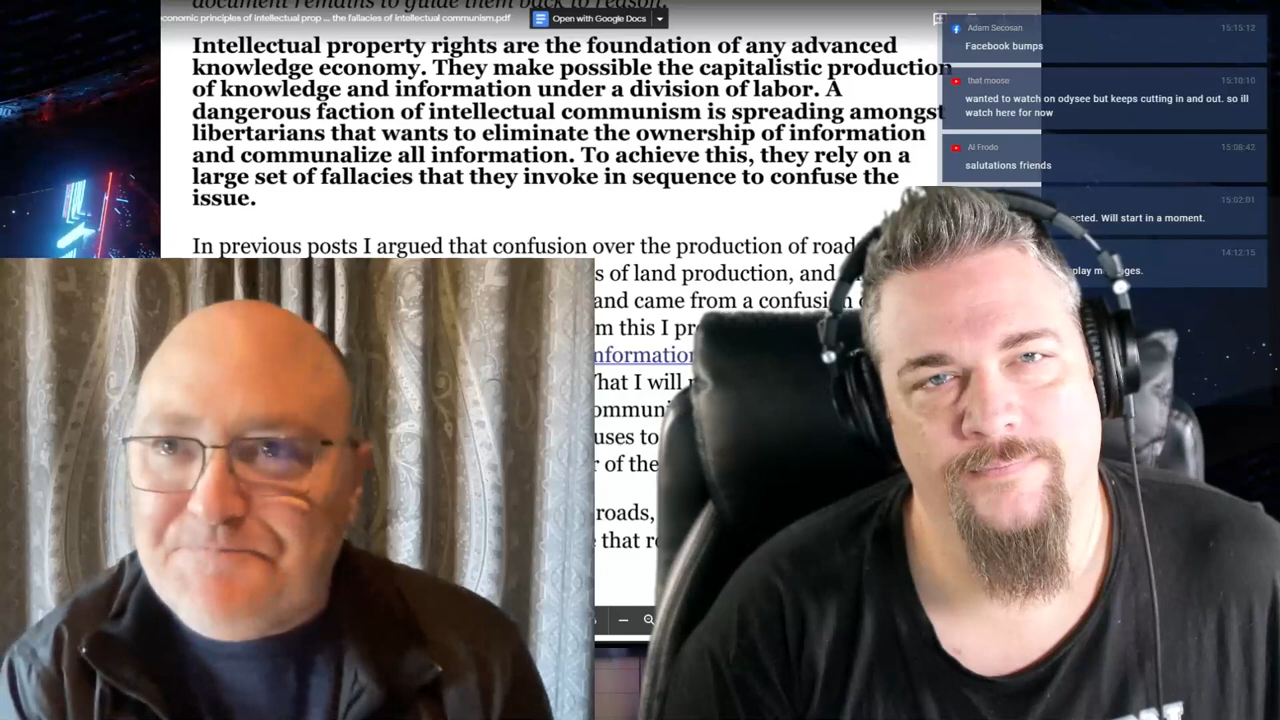 document remains to guide them back to reason.
economic principles of intellectual prop ... the fallacies of intellectual communism.pdf
Open with Google Docs
Intellectual property rights are the foundation of any advanced
knowledge economy. They make possible the capitalistic production
of knowledge and information under a division of labor. A
dangerous faction of intellectual communism is spreading amongst
libertarians that wants to eliminate the ownership of information
and communalize all information. To achieve this, they rely on a
large set of fallacies that they invoke in sequence to confuse the
issue.
In previous posts I argued that confusion over the production of road
s of land production, and
and came from a confusion
m this I pr
information
What I will
ommuni
uses to
r of the
roads,
that
Adam Secosan
15:15:12
Facebook bumps
that moose
15:10:10
wanted to watch on odysee but keeps cutting in and out. so ill
watch here for now
Al Frodo
15:08:42
salutations friends
15:02:01
ected. Will start in a moment.
14:12:15